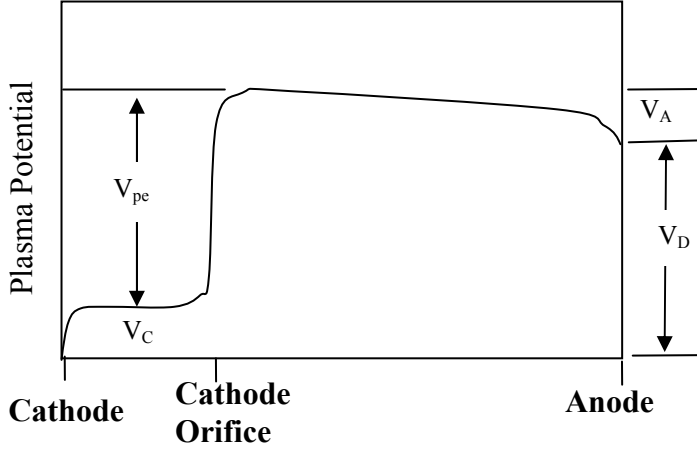 Plasma Potential
V_A
V_pe
V_D
V_C
Cathode
Cathode
Orifice
Anode